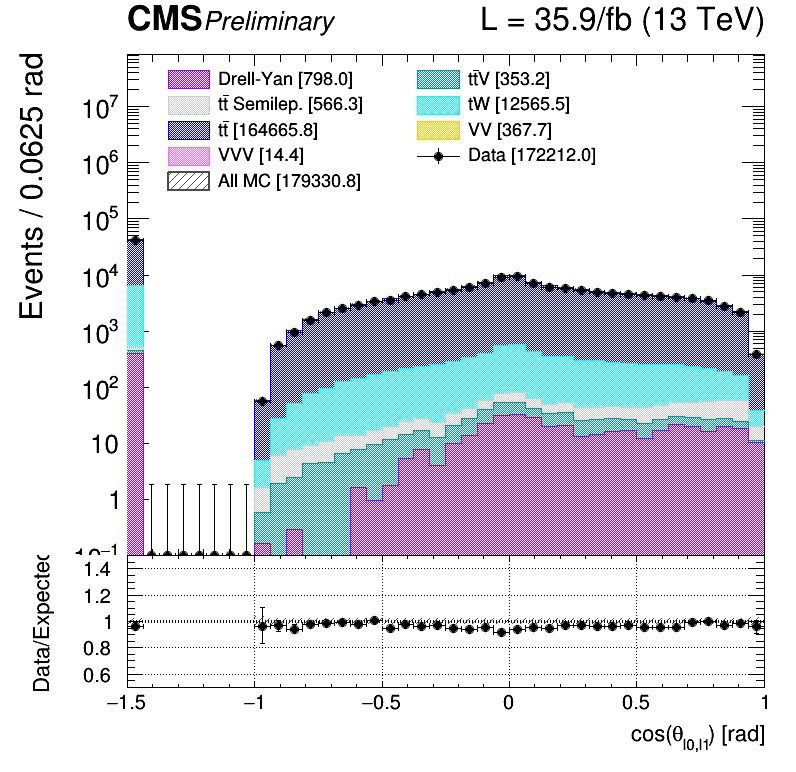 CMS Preliminary L = 35.9/fb (13 TeV)
Events / 0.0625 rad
Drell-Yan [798.0]
tt̄ Semilep. [566.3]
tt̄ [164665.8]
VVV [14.4]
All MC [179330.8]
tt̄V [353.2]
tW [12565.5]
VV [367.7]
Data [172212.0]
10⁷
10⁶
10⁵
10⁴
10³
10²
10
1
10⁻¹
Data/Expected
1.4
1.2
1
0.8
0.6
−1.5 −1 −0.5 0 0.5 1
cos(θ_l0,l1) [rad]